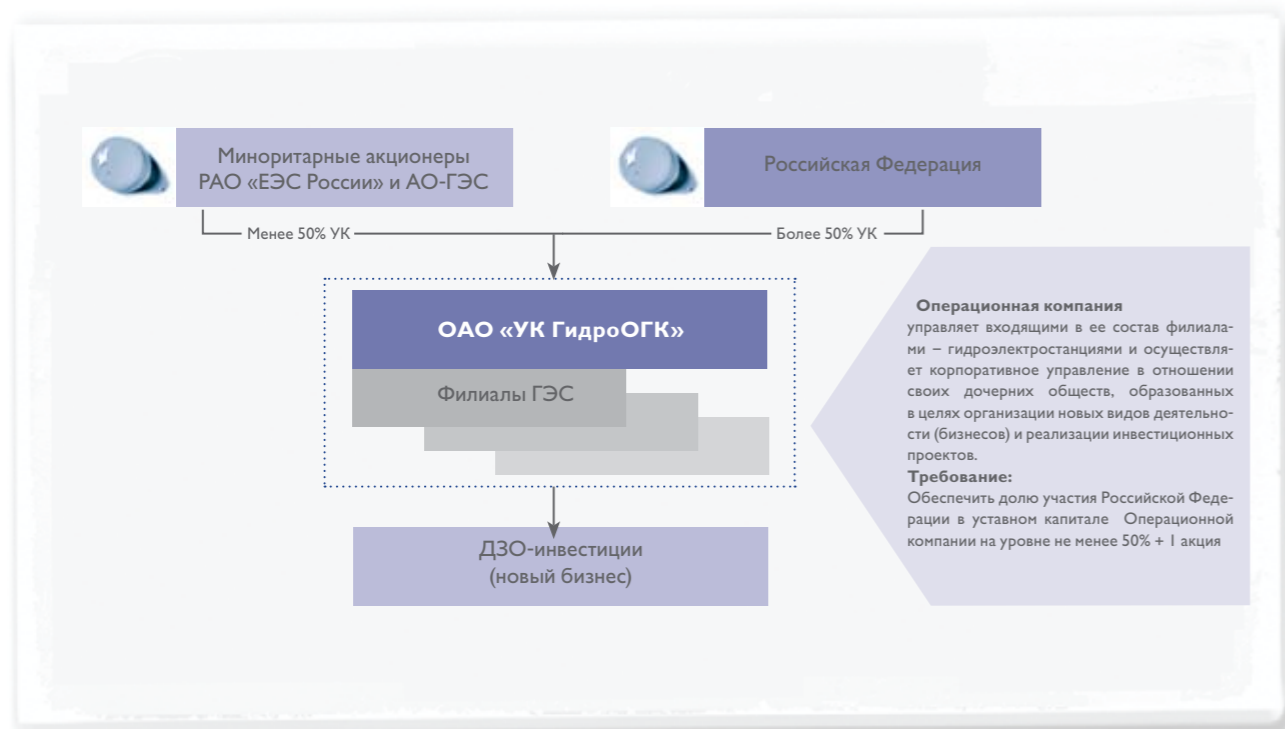 Миноритарные акционеры
РАО «ЕЭС России» и АО-ГЭС
Российская Федерация
Менее 50% УК
Более 50% УК
ОАО «УК ГидроОГК»
Филиалы ГЭС
ДЗО-инвестиции
(новый бизнес)
Операционная компания
управляет входящими в ее состав филиала-
ми – гидроэлектростанциями и осуществля-
ет корпоративное управление в отношении
своих дочерних обществ, образованных
в целях организации новых видов деятельно-
сти (бизнесов) и реализации инвестиционных
проектов.
Требование:
Обеспечить долю участия Российской Феде-
рации в уставном капитале Операционной
компании на уровне не менее 50% + 1 акция